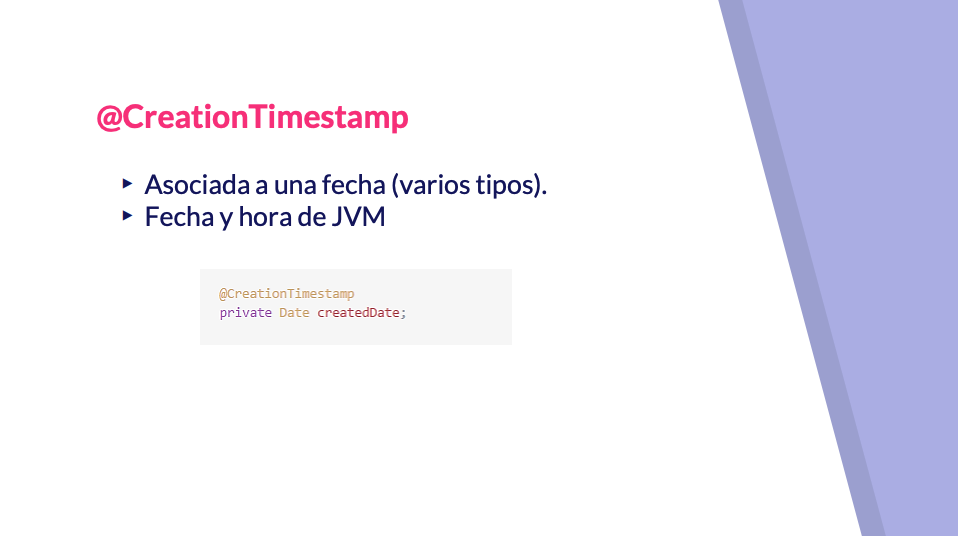 @CreationTimestamp
Asociada a una fecha (varios tipos).
Fecha y hora de JVM
@CreationTimestamp
private Date createdDate;